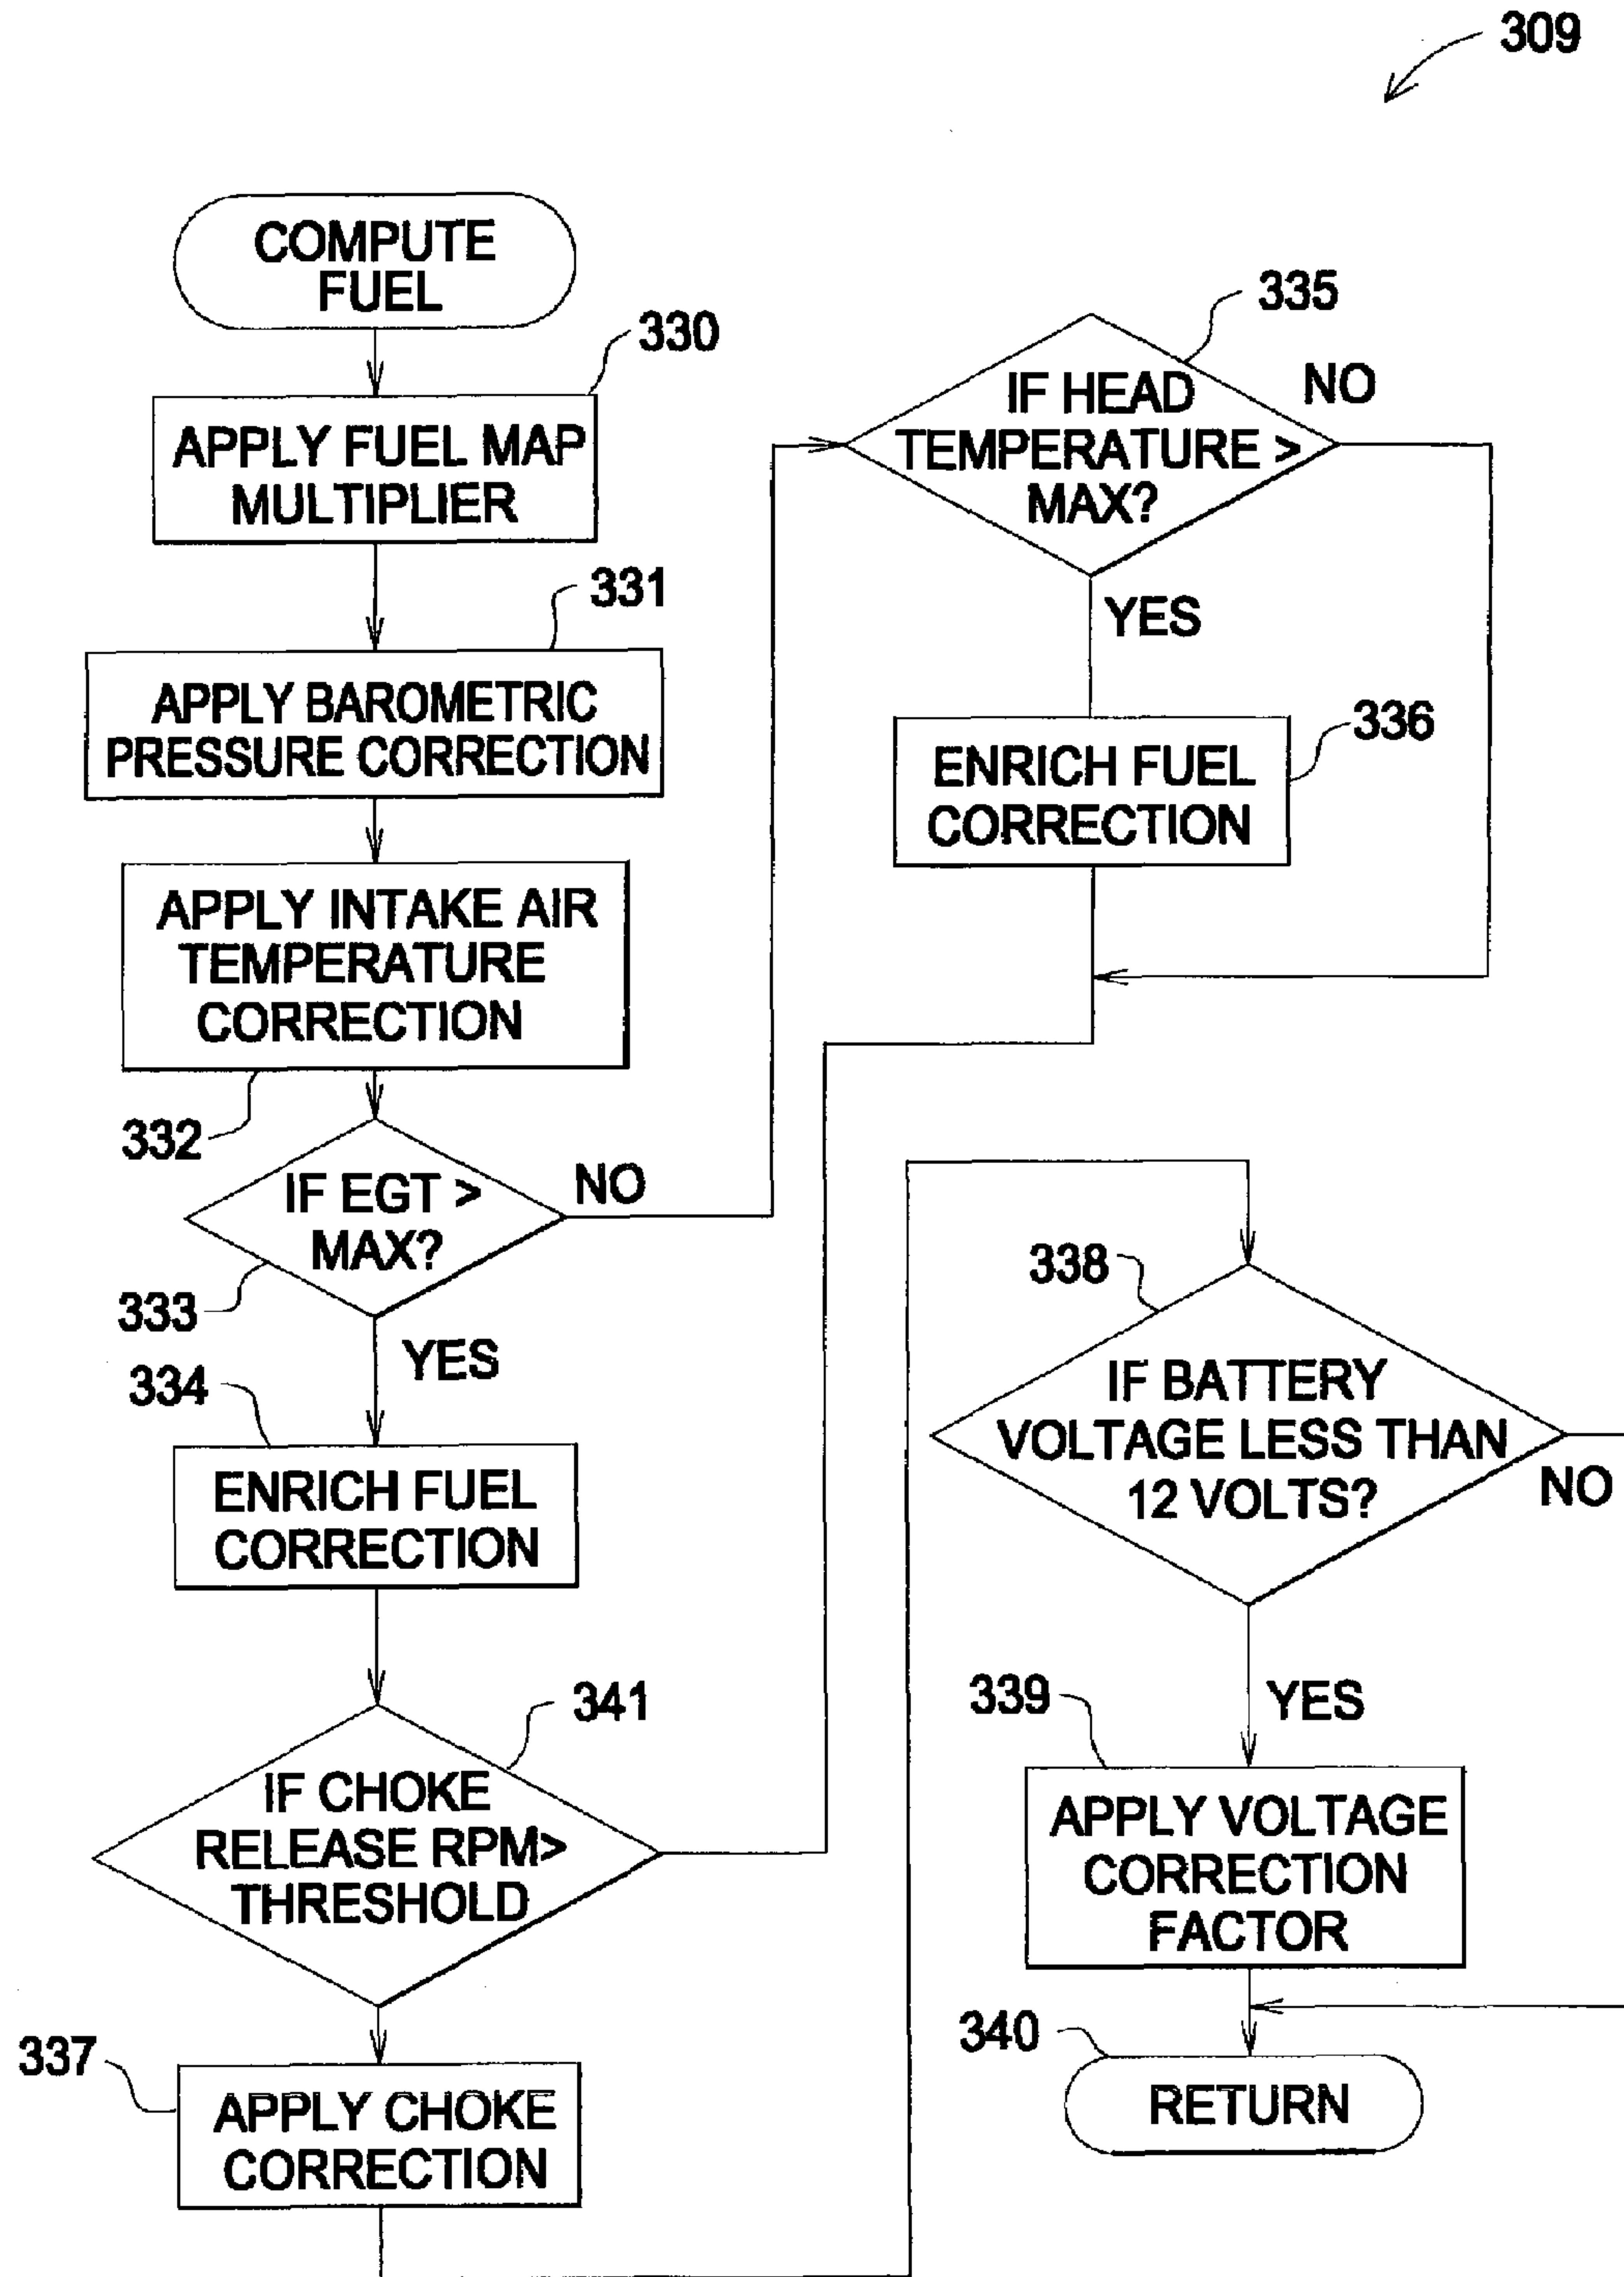 309
COMPUTE
FUEL
330
APPLY FUEL MAP
MULTIPLIER
331
APPLY BAROMETRIC
PRESSURE CORRECTION
APPLY INTAKE AIR
TEMPERATURE
CORRECTION
332
IF EGT >
MAX?
NO
333
YES
334
ENRICH FUEL
CORRECTION
341
IF CHOKE
RELEASE RPM>
THRESHOLD
337
APPLY CHOKE
CORRECTION
335
IF HEAD
TEMPERATURE >
MAX?
NO
YES
336
ENRICH FUEL
CORRECTION
338
IF BATTERY
VOLTAGE LESS THAN
12 VOLTS?
NO
YES
339
APPLY VOLTAGE
CORRECTION
FACTOR
340
RETURN